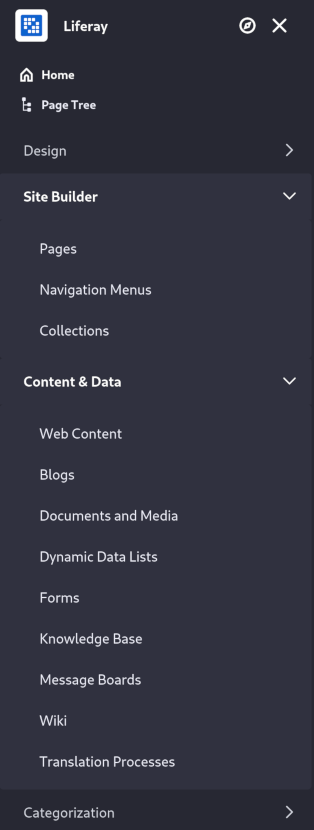 Liferay
Home
Page Tree
Design
Site Builder
Pages
Navigation Menus
Collections
Content & Data
Web Content
Blogs
Documents and Media
Dynamic Data Lists
Forms
Knowledge Base
Message Boards
Wiki
Translation Processes
Categorization